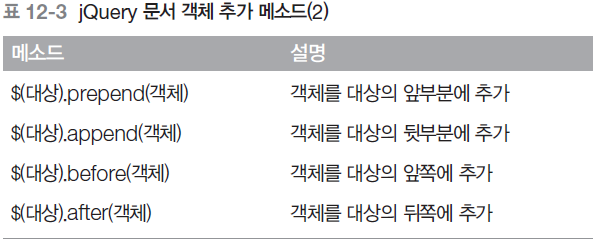 표 12-3 jQuery 문서 객체 추가 메소드(2)
메소드 설명
$(대상).prepend(객체) 객체를 대상의 앞부분에 추가
$(대상).append(객체) 객체를 대상의 뒷부분에 추가
$(대상).before(객체) 객체를 대상의 앞쪽에 추가
$(대상).after(객체) 객체를 대상의 뒤쪽에 추가